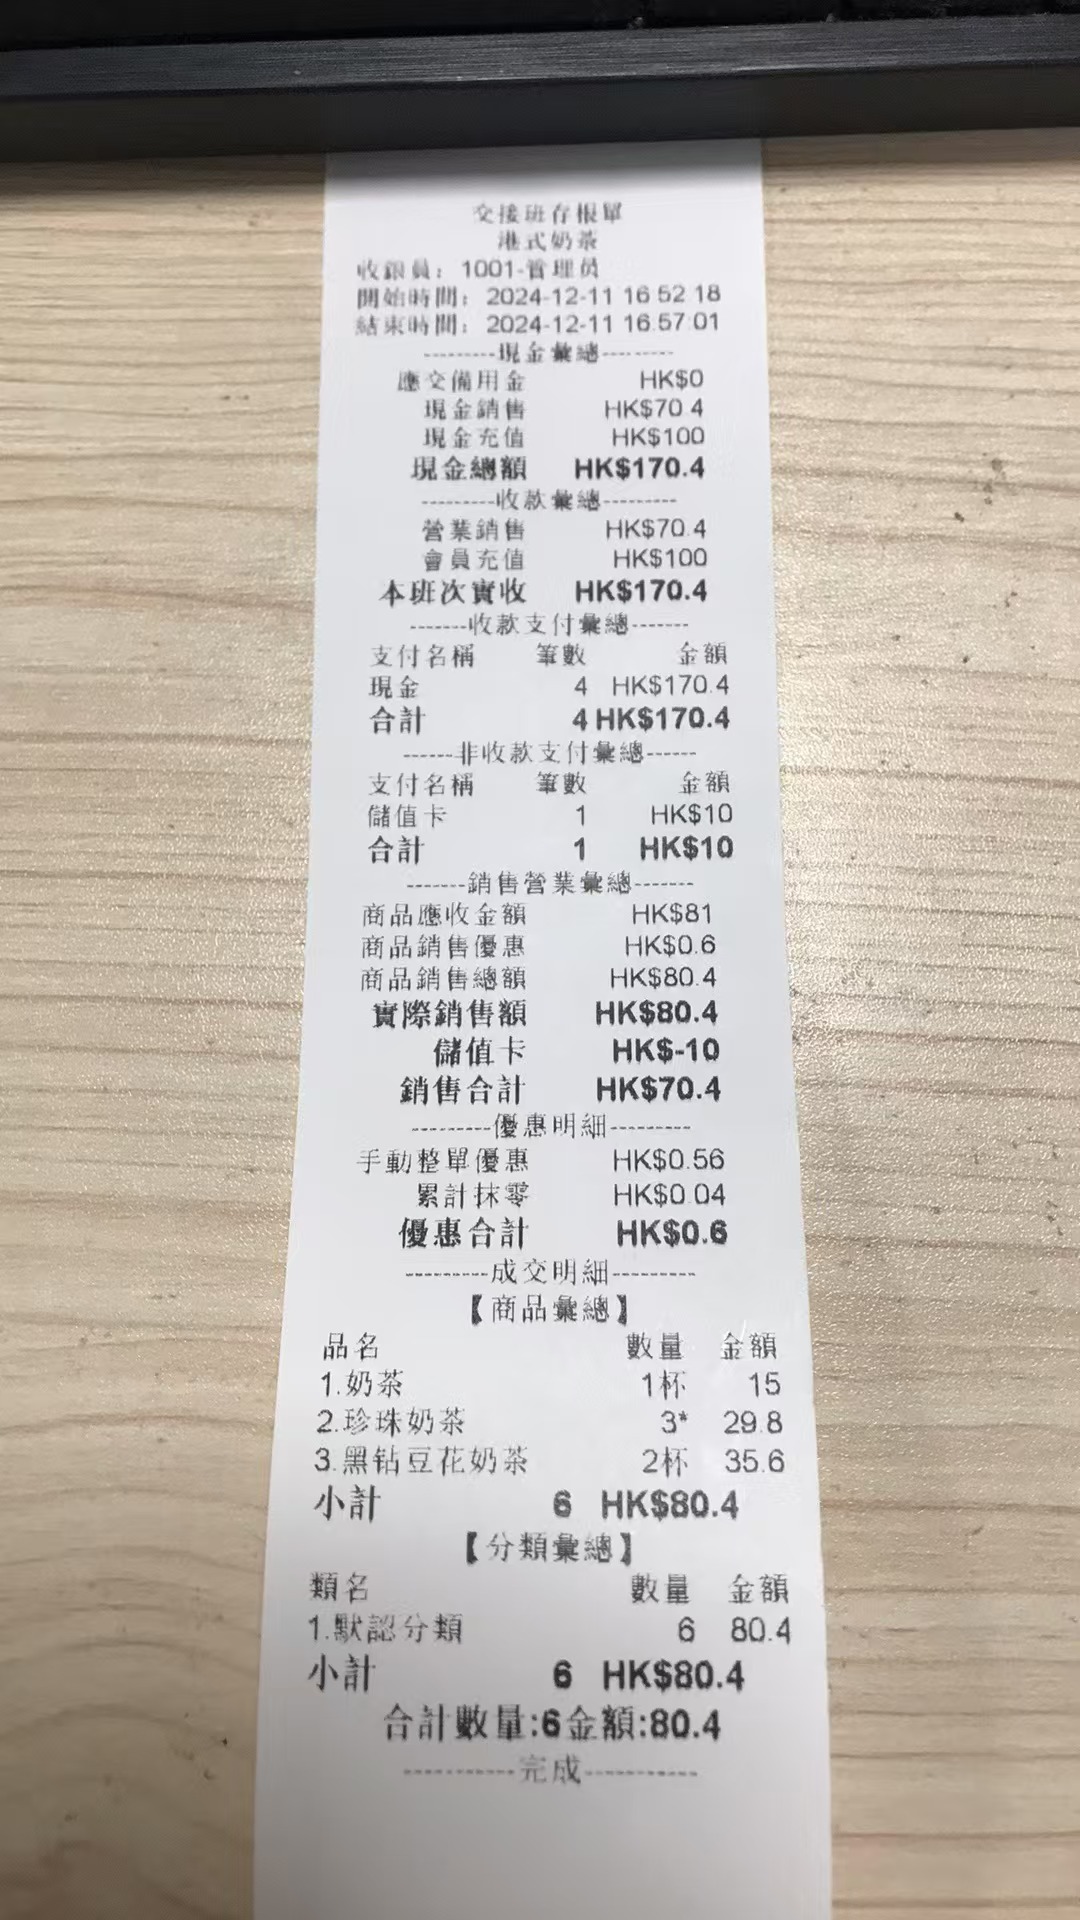 交接班存根單
港式奶茶
收銀員：1001-管理员
開始時間：2024-12-11 16:52:18
結束時間：2024-12-11 16:57:01
---------現金彙總---------
應交備用金 HK$0
現金銷售 HK$70.4
現金充值 HK$100
現金總額 HK$170.4
---------收款彙總---------
營業銷售 HK$70.4
會員充值 HK$100
本班次實收 HK$170.4
-------收款支付彙總-------
支付名稱 筆數 金額
現金 4 HK$170.4
合計 4 HK$170.4
------非收款支付彙總------
支付名稱 筆數 金額
儲值卡 1 HK$10
合計 1 HK$10
-------銷售營業彙總-------
商品應收金額 HK$81
商品銷售優惠 HK$0.6
商品銷售總額 HK$80.4
實際銷售額 HK$80.4
儲值卡 HK$-10
銷售合計 HK$70.4
---------優惠明細---------
手動整單優惠 HK$0.56
累計抹零 HK$0.04
優惠合計 HK$0.6
---------成交明細---------
【商品彙總】
品名 數量 金額
1.奶茶 1杯 15
2.珍珠奶茶 3* 29.8
3.黑钻豆花奶茶 2杯 35.6
小計 6 HK$80.4
【分類彙總】
類名 數量 金額
1.默認分類 6 80.4
小計 6 HK$80.4
合計數量:6金額:80.4
-----------完成-----------